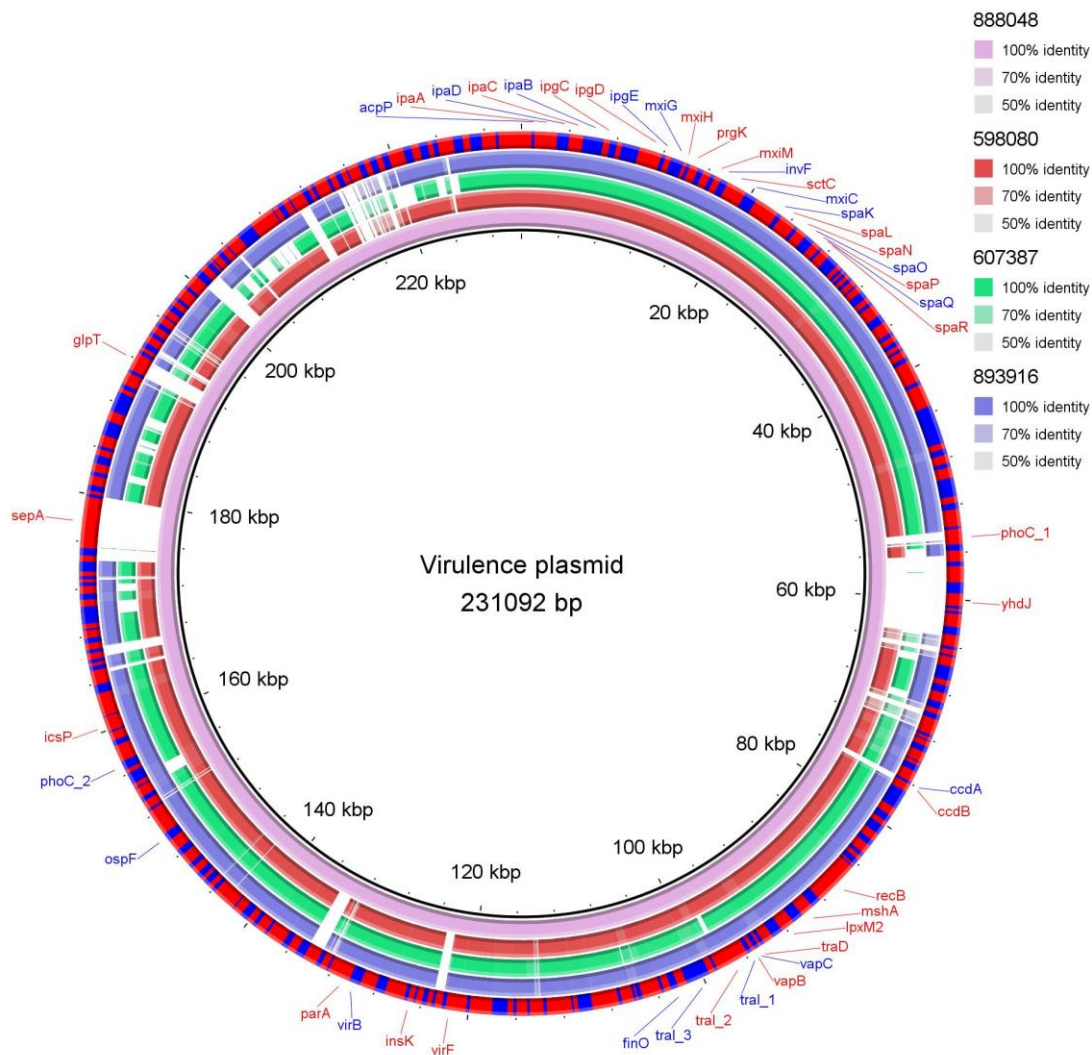 888048
100% identity
70% identity
50% identity
598080
100% identity
70% identity
50% identity
607387
100% identity
70% identity
50% identity
893916
100% identity
70% identity
50% identity
acpP
ipaA
ipaD
ipaC
ipaB
ipgC
ipgD
ipgE
mxiG
mxiH
prgK
mxiM
invF
sctC
mxiC
spaK
spaL
spaN
spaO
spaP
spaQ
spaR
phoC_1
yhdJ
ccdA
ccdB
recB
mshA
lpxM2
traD
vapC
vapB
traI_1
traI_2
traI_3
finO
virF
insK
virB
parA
ospF
phoC_2
icsP
sepA
glpT
220 kbp
20 kbp
200 kbp
40 kbp
180 kbp
Virulence plasmid
231092 bp
60 kbp
160 kbp
80 kbp
140 kbp
100 kbp
120 kbp